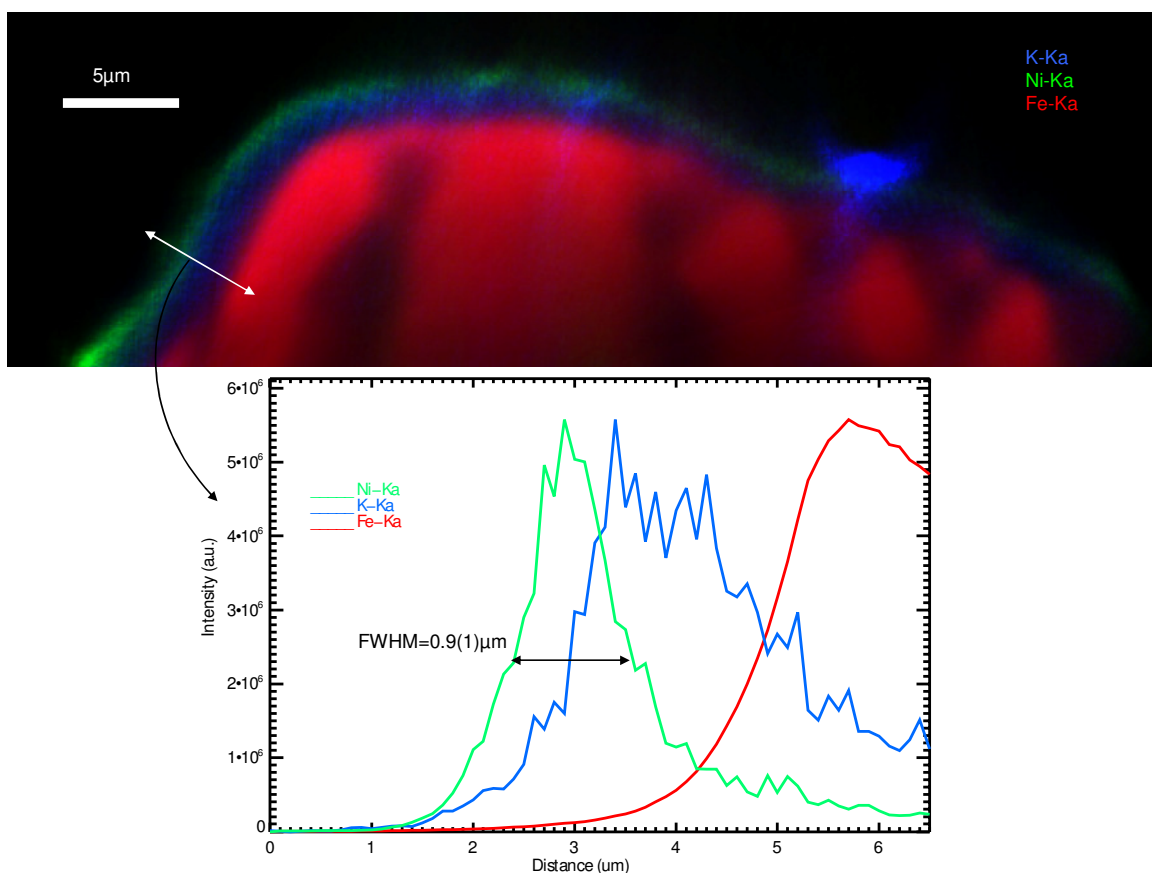 5µm
K-Ka
Ni-Ka
Fe-Ka
6•10⁶
5•10⁶
4•10⁶
3•10⁶
2•10⁶
1•10⁶
0
Intensity (a.u.)
Ni–Ka
K–Ka
Fe–Ka
FWHM=0.9(1)µm
0 1 2 3 4 5 6
Distance (um)